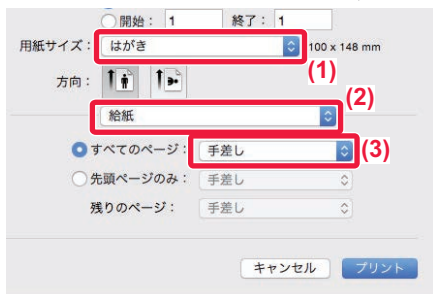 開始： 1 終了： 1
用紙サイズ： はがき 100 x 148 mm
(1)
方向：
(2)
給紙
すべてのページ： 手差し (3)
先頭ページのみ： 手差し
残りのページ： 手差し
キャンセル プリント